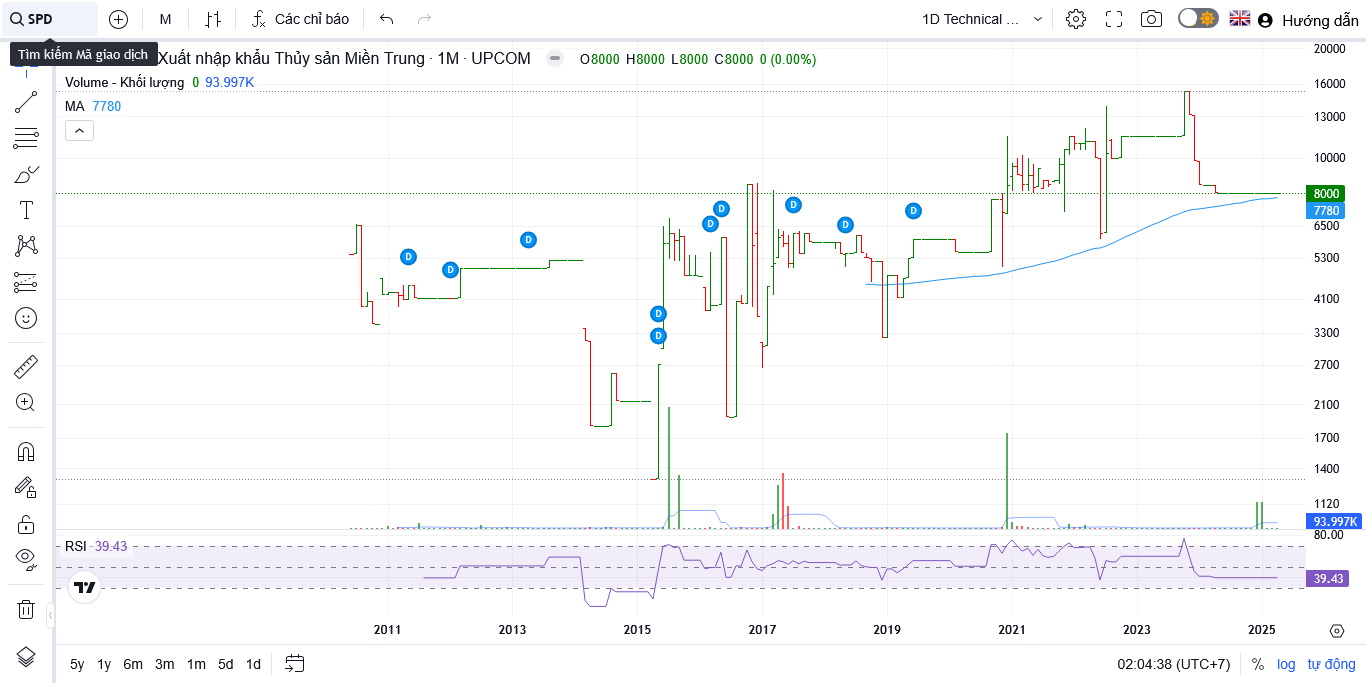 SPD M Các chỉ báo 1D Technical ... Hướng dẫn
Tìm kiếm Mã giao dịch
Xuất nhập khẩu Thủy sản Miền Trung · 1M · UPCOM O8000 H8000 L8000 C8000 0 (0.00%)
Volume - Khối lượng 0 93.997K
MA 7780
20000
16000
13000
10000
8000
7780
6500
5300
4100
3300
2700
2100
1700
1400
1120
93.997K
80.00
D
D
D
D
D
D
D
D
D
D
RSI 39.43
39.43
2011 2013 2015 2017 2019 2021 2023 2025
5y 1y 6m 3m 1m 5d 1d 02:04:38 (UTC+7) % log tự động